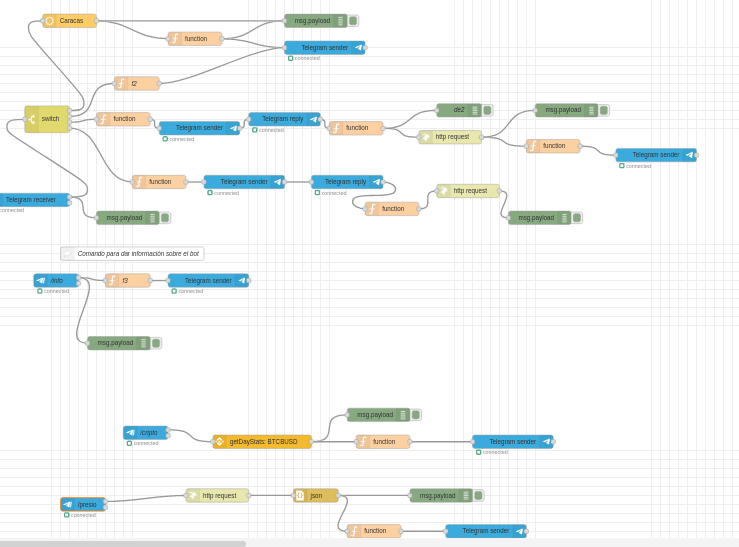 Caracas
msg.payload
function
Telegram sender
connected
f2
switch
function
Telegram sender
connected
Telegram reply
connected
function
de2
msg.payload
http request
function
Telegram sender
connected
function
Telegram sender
connected
Telegram reply
connected
http request
function
msg.payload
Telegram receiver
connected
msg.payload
Comando para dar información sobre el bot
/info
connected
f3
Telegram sender
connected
msg.payload
msg.payload
/cripto
connected
getDayStats: BTCBUSD
function
Telegram sender
connected
/presio
connected
http request
json
msg.payload
function
Telegram sender